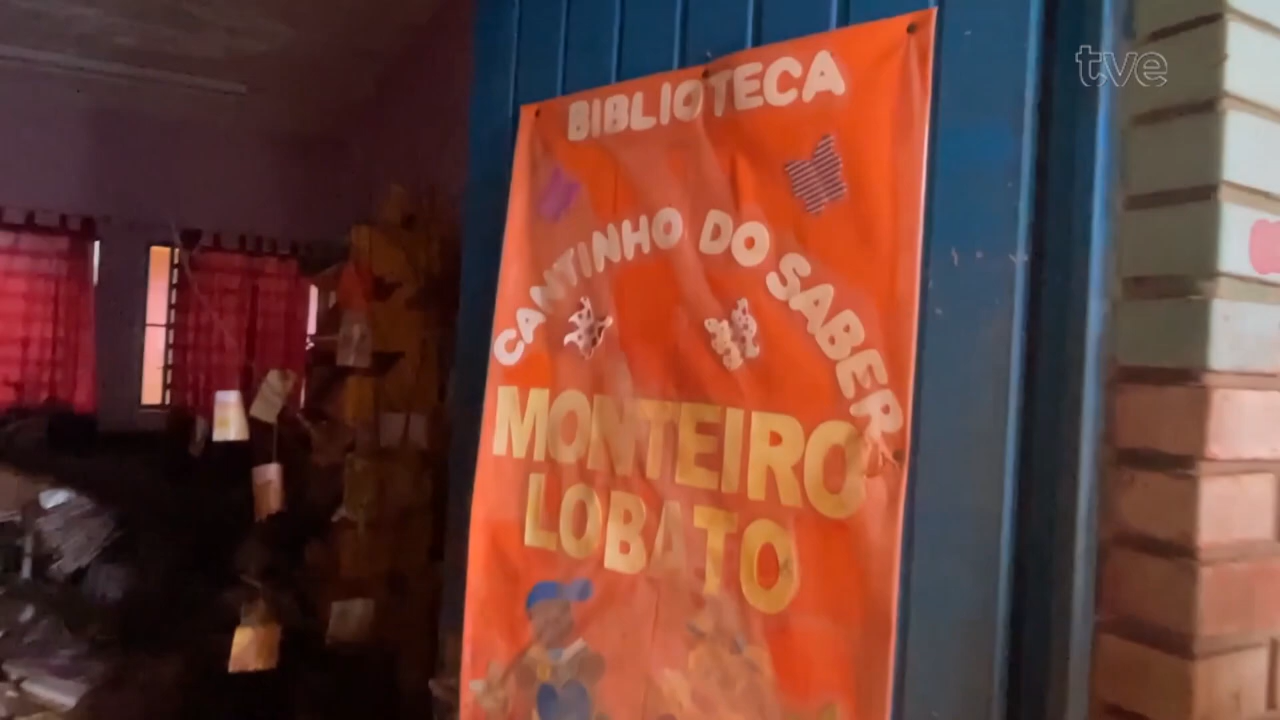 tve
BIBLIOTECA
CANTINHO DO SABER
MONTEIRO
LOBATO